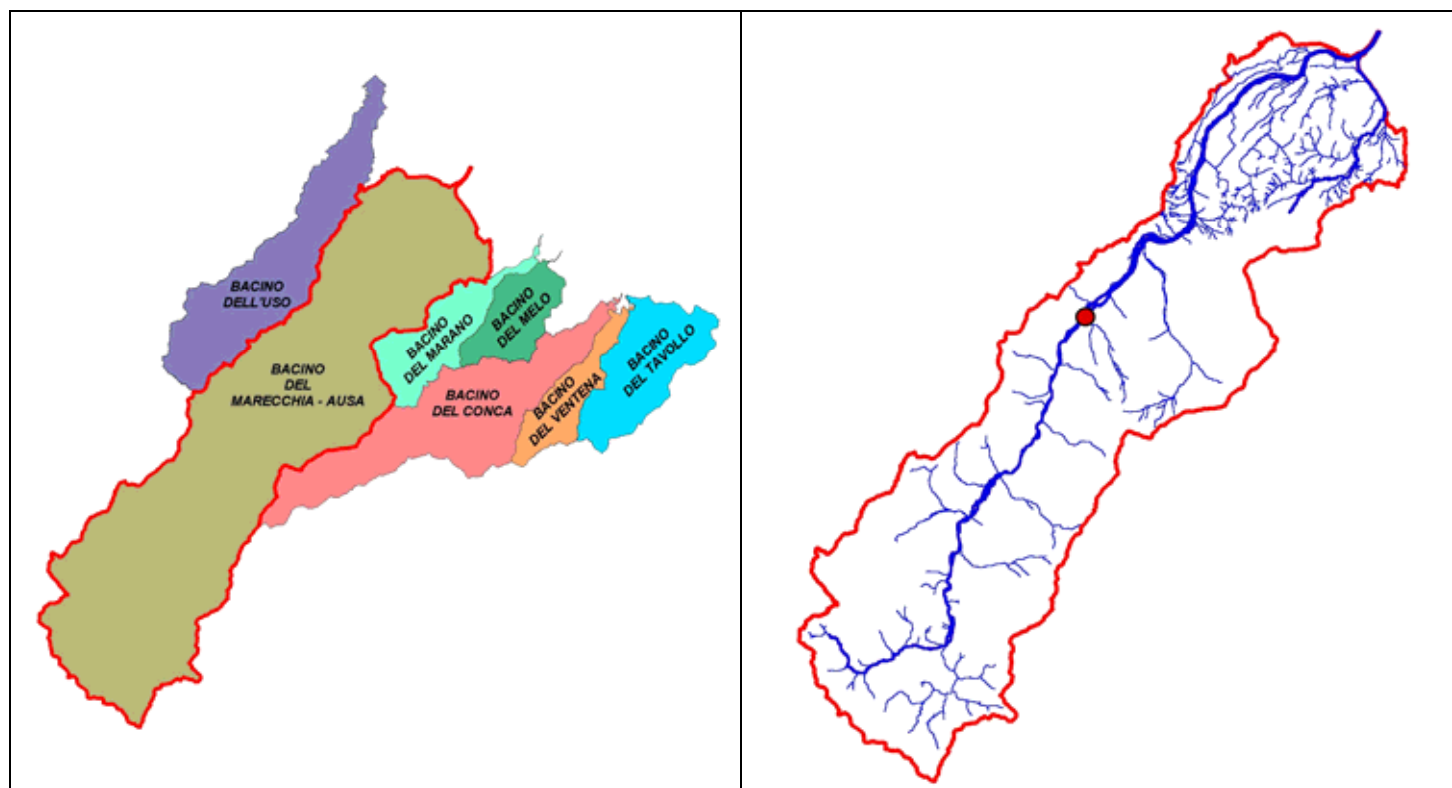 BACINO
DELL'USO
BACINO
DEL
MARECCHIA - AUSA
BACINO
DEL MARANO
BACINO
DEL MELO
BACINO
DEL CONCA
BACINO
DEL VENTENA
BACINO
DEL TAVOLLO